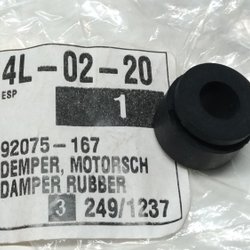 4L-02-20
ESP
1
92075-167
DEMPER, MOTORSCH
DAMPER RUBBER
3 249/1237